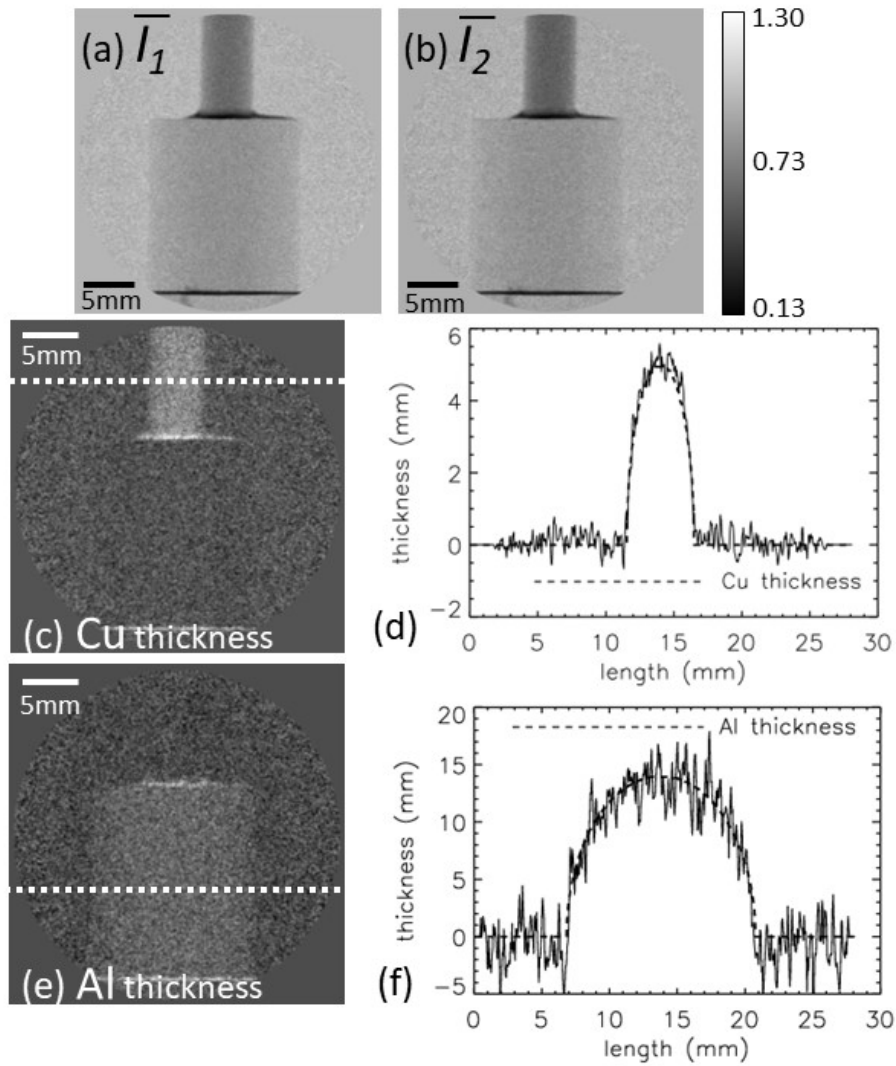 (a) I1
5mm
(b) I2
5mm
1.30
0.73
0.13
5mm
(c) Cu thickness
(d)
thickness (mm)
6
4
2
0
−2
Cu thickness
0 5 10 15 20 25 30
length (mm)
5mm
(e) Al thickness
(f)
thickness (mm)
20
15
10
5
0
−5
Al thickness
0 5 10 15 20 25 30
length (mm)